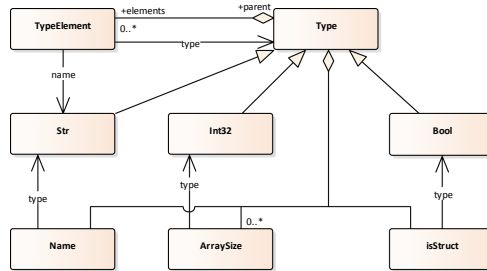 +elements
+parent
TypeElement
Type
0..*
type
name
Str
Int32
Bool
type
type
type
0..*
Name
ArraySize
isStruct